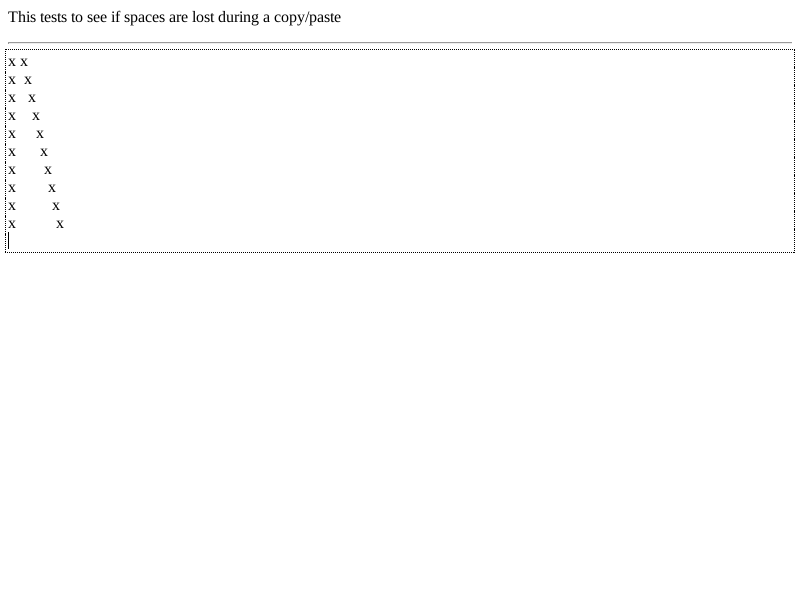 This tests to see if spaces are lost during a copy/paste
x x
x  x
x   x
x    x
x     x
x      x
x       x
x        x
x         x
x          x